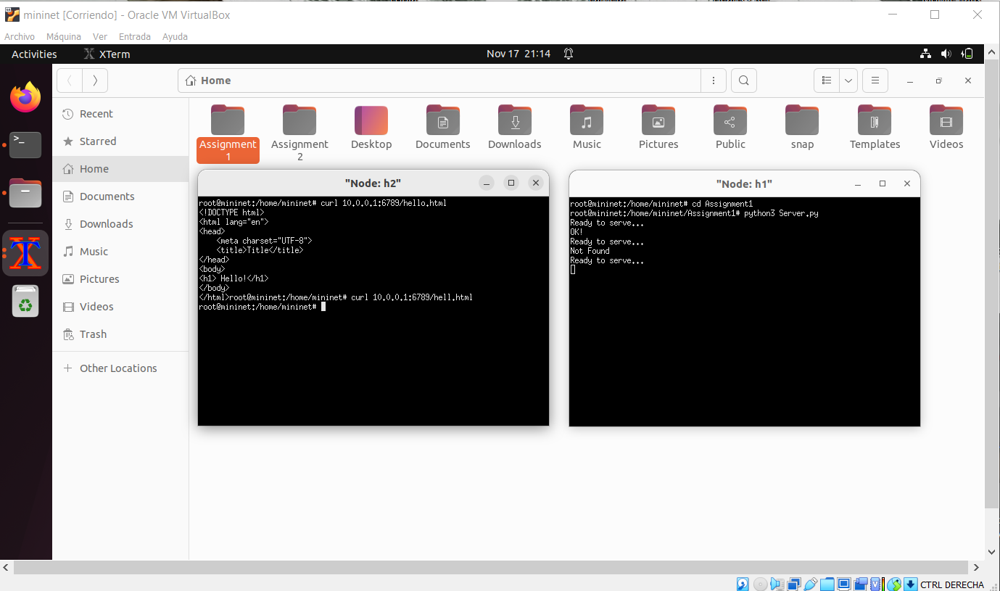 mininet [Corriendo] - Oracle VM VirtualBox
Archivo Máquina Ver Entrada Ayuda
Activities XTerm Nov 17 21:14
Home
Recent
Starred
Home
Documents
Downloads
Music
Pictures
Videos
Trash
Other Locations
Assignment
1
Assignment
2
Desktop
Documents
Downloads
Music
Pictures
Public
snap
Templates
Videos
"Node: h2"
root@mininet:/home/mininet# curl 10.0.0.1:6789/hello.html
<!DOCTYPE html>
<html lang="en">
<head>
    <meta charset="UTF-8">
    <title>Title</title>
</head>
<body>
<h1> Hello!</h1>
</body>
</html>root@mininet:/home/mininet# curl 10.0.0.1:6789/hell.html
root@mininet:/home/mininet#
"Node: h1"
root@mininet:/home/mininet# cd Assignment1
root@mininet:/home/mininet/Assignment1# python3 Server.py
Ready to serve...
OK!
Ready to serve...
Not Found
Ready to serve...
CTRL DERECHA